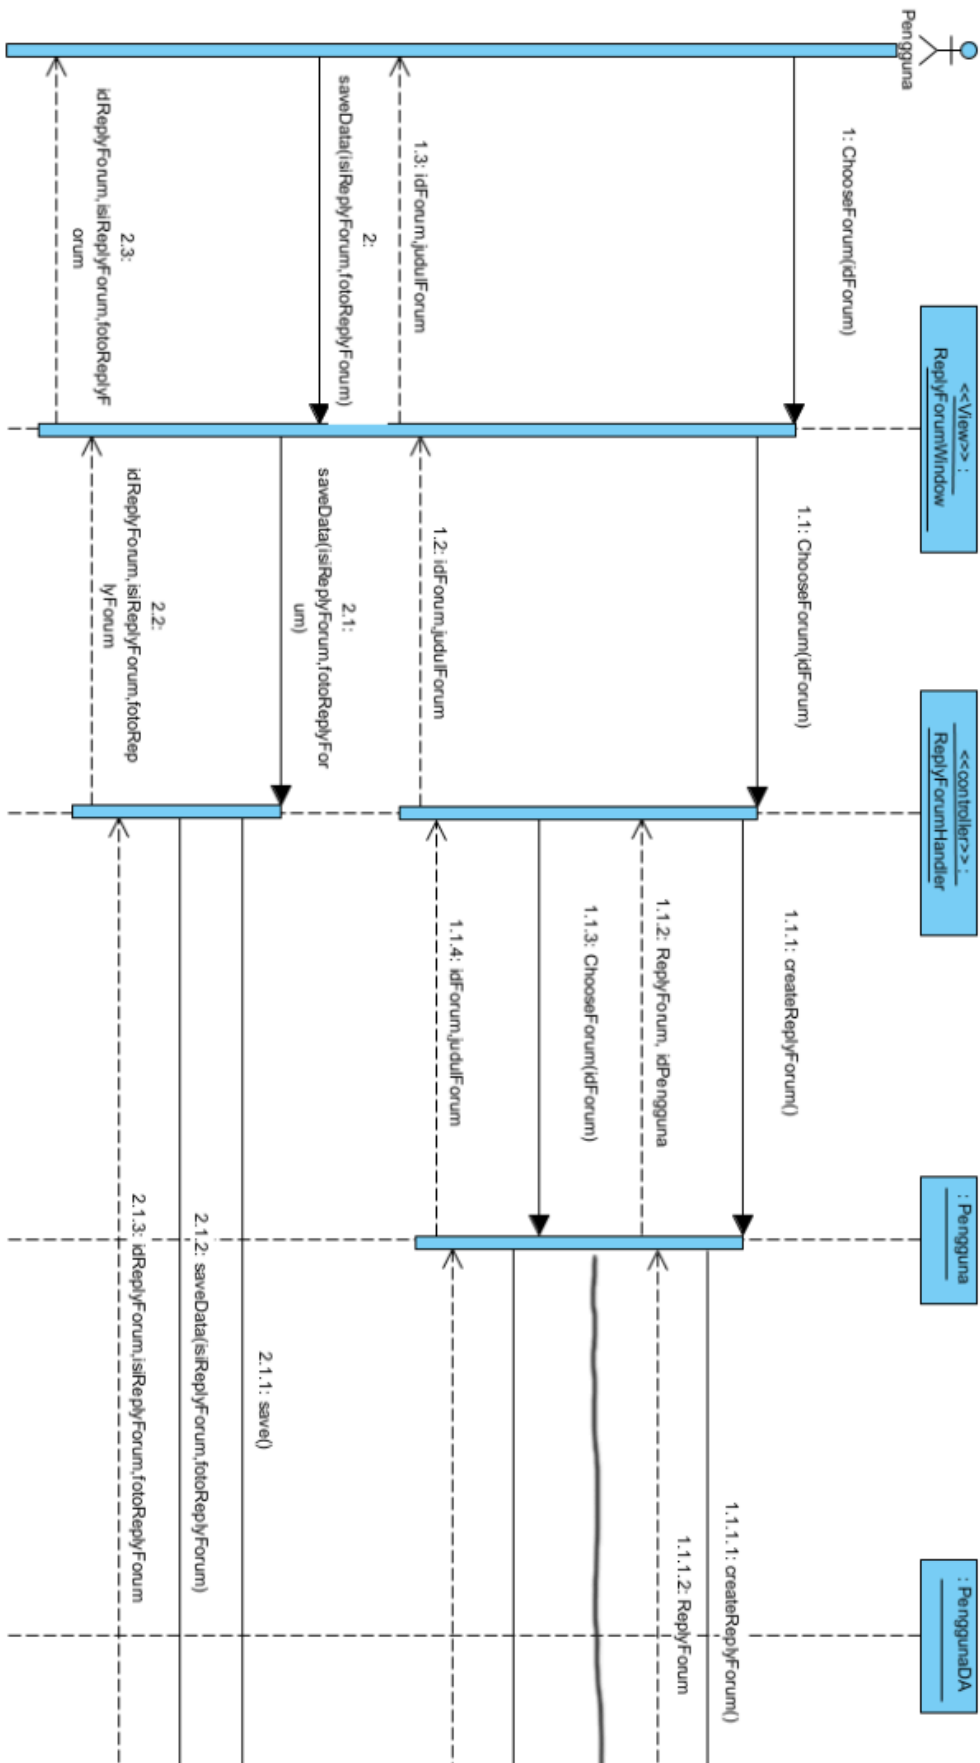 Pengguna
<<View>> :
ReplyForumWindow
<<controller>> :
ReplyForumHandler
: Pengguna
: PenggunaDA
1: ChooseForum(idForum)
1.1: ChooseForum(idForum)
1.1.1: createReplyForum()
1.1.1.1: createReplyForum()
1.1.1.2: ReplyForum
1.1.2: ReplyForum, idPengguna
1.1.3: ChooseForum(idForum)
1.1.4: idForum,judulForum
1.2: idForum,judulForum
1.3: idForum,judulForum
2:
saveData(isiReplyForum,fotoReplyForum)
2.1:
saveData(isiReplyForum,fotoReplyFor
um)
2.1.1: save()
2.1.2: saveData(isiReplyForum,fotoReplyForum)
2.1.3: idReplyForum,isiReplyForum,fotoReplyForum
2.2:
idReplyForum,isiReplyForum,fotoRep
lyForum
2.3:
idReplyForum,isiReplyForum,fotoReplyF
orum